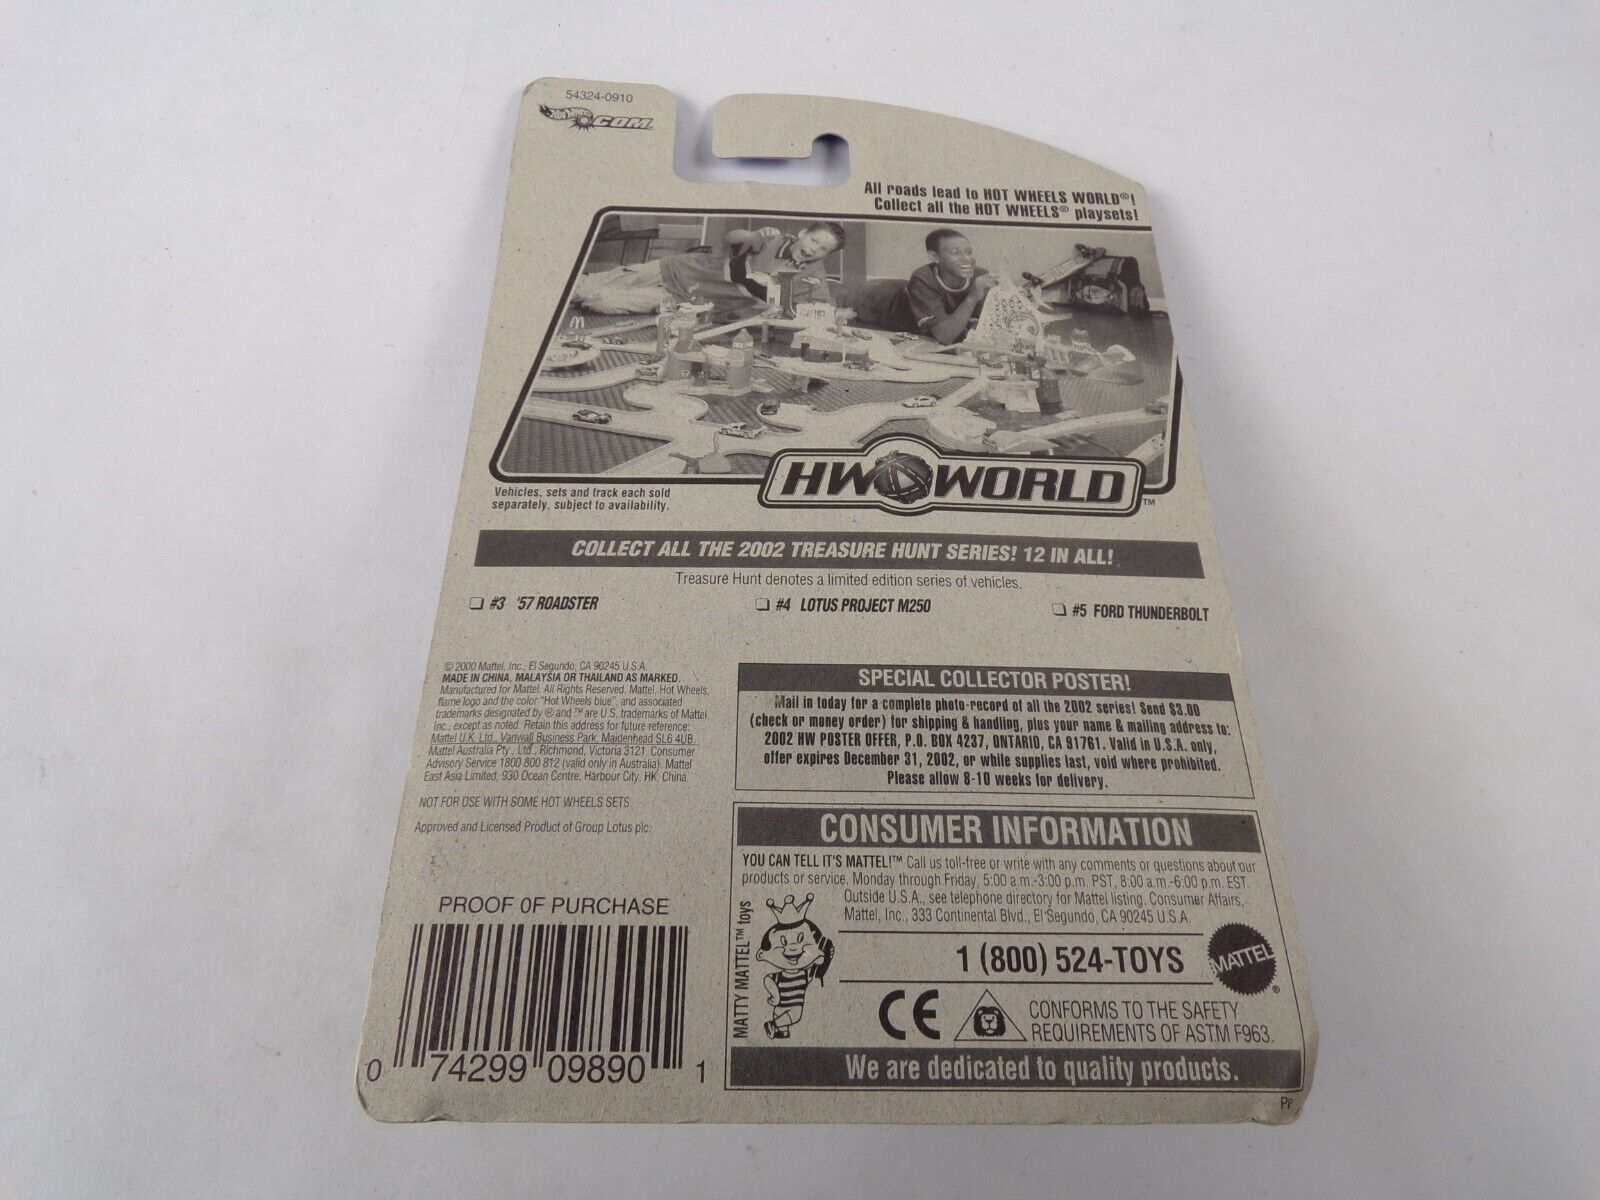 54324-0910
HOT WHEELS .COM™
All roads lead to HOT WHEELS WORLD®!
Collect all the HOT WHEELS® playsets!
Vehicles, sets and track each sold
separately, subject to availability.
HW WORLD™
COLLECT ALL THE 2002 TREASURE HUNT SERIES! 12 IN ALL!
Treasure Hunt denotes a limited edition series of vehicles.
❏ #3 '57 ROADSTER ❏ #4 LOTUS PROJECT M250 ❏ #5 FORD THUNDERBOLT
© 2000 Mattel, Inc., El Segundo, CA 90245 U.S.A.
MADE IN CHINA, MALAYSIA OR THAILAND AS MARKED.
Manufactured for Mattel. All Rights Reserved. Mattel, Hot Wheels,
flame logo and the color "Hot Wheels blue", and associated
trademarks designated by ® and ™ are U.S. trademarks of Mattel,
Inc., except as noted. Retain this address for future reference:
Mattel U.K. Ltd., Vanwall Business Park, Maidenhead SL6 4UB.
Mattel Australia Pty., Ltd., Richmond, Victoria 3121. Consumer
Advisory Service 1800 800 812 (valid only in Australia). Mattel
East Asia Limited, 930 Ocean Centre, Harbour City, HK, China.
NOT FOR USE WITH SOME HOT WHEELS SETS.
Approved and Licensed Product of Group Lotus plc.
PROOF OF PURCHASE
0 74299 09890 1
SPECIAL COLLECTOR POSTER!
Mail in today for a complete photo-record of all the 2002 series! Send $3.00
(check or money order) for shipping & handling, plus your name & mailing address to:
2002 HW POSTER OFFER, P.O. BOX 4237, ONTARIO, CA 91761. Valid in U.S.A. only,
offer expires December 31, 2002, or while supplies last, void where prohibited.
Please allow 8-10 weeks for delivery.
CONSUMER INFORMATION
YOU CAN TELL IT'S MATTEL!™ Call us toll-free or write with any comments or questions about our
products or service, Monday through Friday, 5:00 a.m.-3:00 p.m. PST, 8:00 a.m.-6:00 p.m. EST.
Outside U.S.A., see telephone directory for Mattel listing. Consumer Affairs,
Mattel, Inc., 333 Continental Blvd., El Segundo, CA 90245 U.S.A.
MATTY MATTEL™ toys
1 (800) 524-TOYS
MATTEL®
CE
CONFORMS TO THE SAFETY
REQUIREMENTS OF ASTM F963.
We are dedicated to quality products.
PP